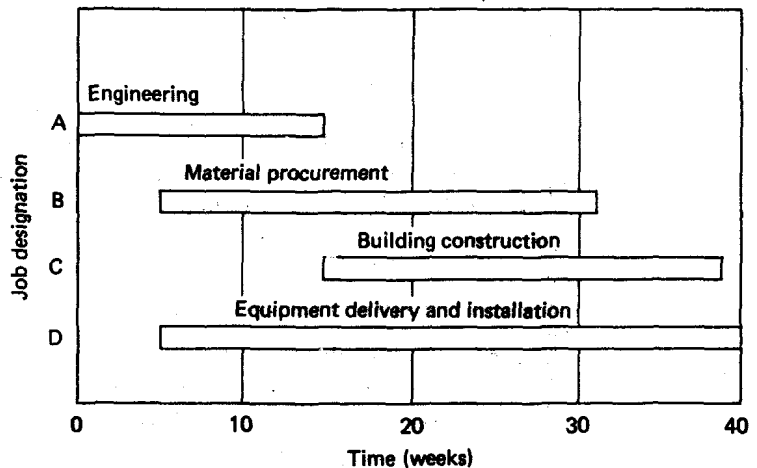 Engineering
A
Material procurement
B
Building construction
C
Equipment delivery and installation
D
Job designation
0 10 20 30 40
Time (weeks)